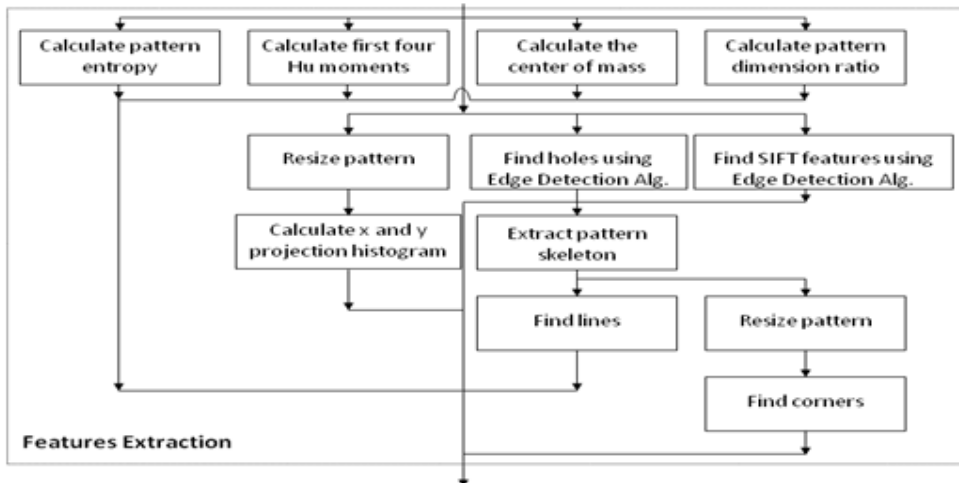 Calculate pattern
entropy
Calculate first four
Hu moments
Calculate the
center of mass
Calculate pattern
dimension ratio
Resize pattern
Find holes using
Edge Detection Alg.
Find SIFT features using
Edge Detection Alg.
Calculate x and y
projection histogram
Extract pattern
skeleton
Find lines
Resize pattern
Find corners
Features Extraction